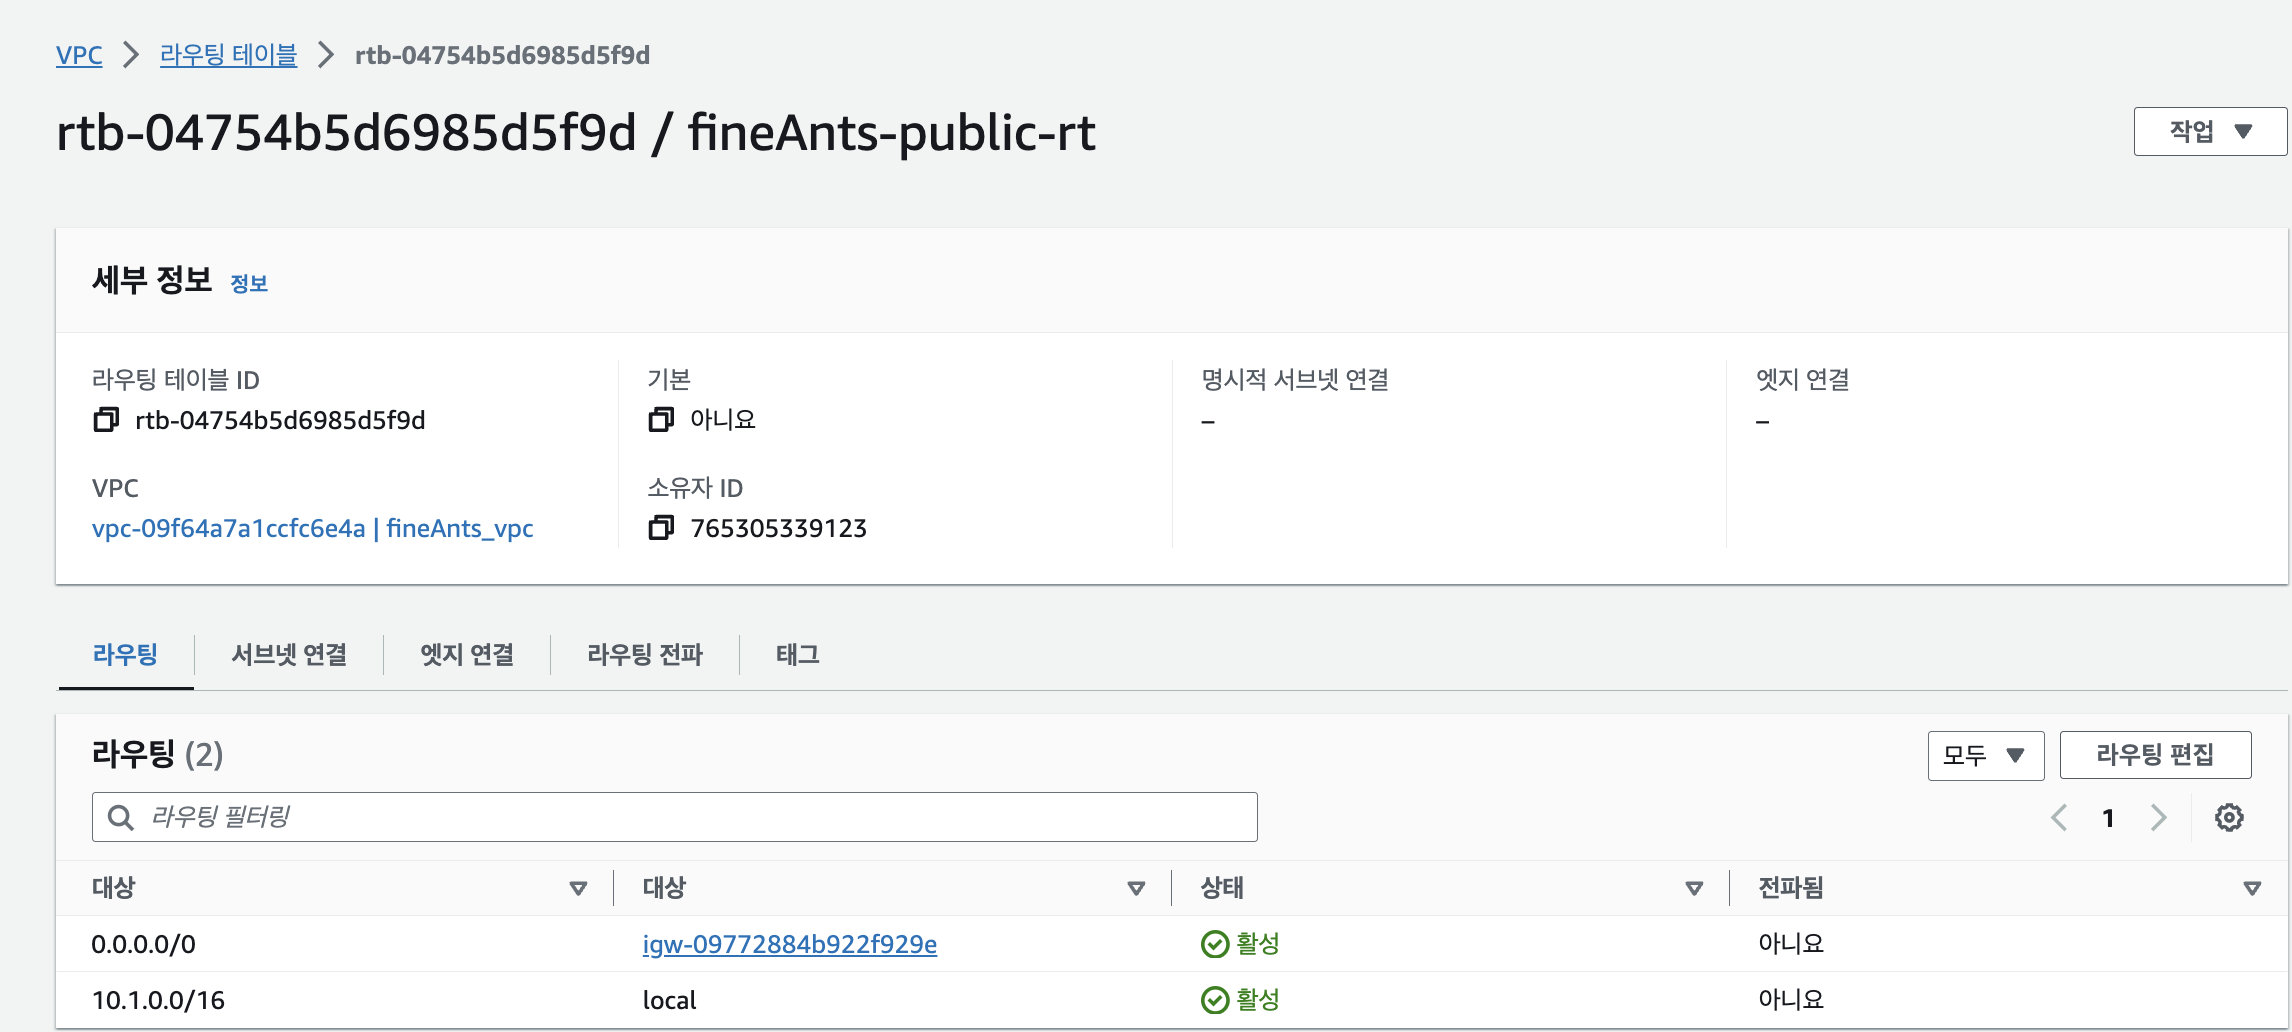 VPC > 라우팅 테이블 > rtb-04754b5d6985d5f9d
rtb-04754b5d6985d5f9d / fineAnts-public-rt
작업
세부 정보 정보
라우팅 테이블 ID
rtb-04754b5d6985d5f9d
기본
아니요
명시적 서브넷 연결
–
엣지 연결
–
VPC
vpc-09f64a7a1ccfc6e4a | fineAnts_vpc
소유자 ID
765305339123
라우팅 서브넷 연결 엣지 연결 라우팅 전파 태그
라우팅 (2)
모두
라우팅 편집
라우팅 필터링
1
대상 대상 상태 전파됨
0.0.0.0/0 igw-09772884b922f929e 활성 아니요
10.1.0.0/16 local 활성 아니요